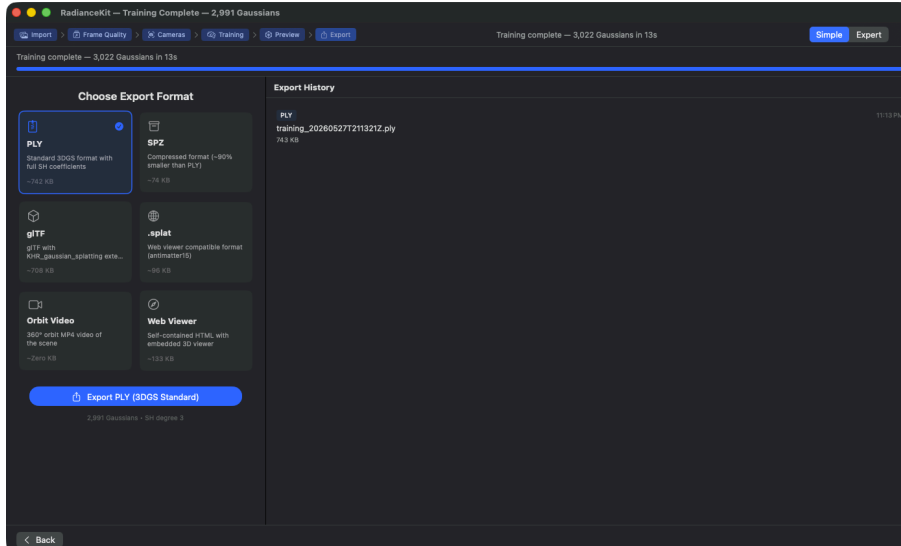 RadianceKit — Training Complete — 2,991 Gaussians
Import > Frame Quality > Cameras > Training > Preview > Export
Training complete — 3,022 Gaussians in 13s
Simple Expert
Training complete — 3,022 Gaussians in 13s
Choose Export Format
PLY
Standard 3DGS format with
full SH coefficients
~742 KB
SPZ
Compressed format (~90%
smaller than PLY)
~74 KB
glTF
glTF with
KHR_gaussian_splatting exte...
~708 KB
.splat
Web viewer compatible format
(antimatter15)
~96 KB
Orbit Video
360° orbit MP4 video of
the scene
~Zero KB
Web Viewer
Self-contained HTML with
embedded 3D viewer
~133 KB
Export PLY (3DGS Standard)
2,991 Gaussians · SH degree 3
Export History
PLY
11:13 PM
training_20260527T211321Z.ply
743 KB
< Back